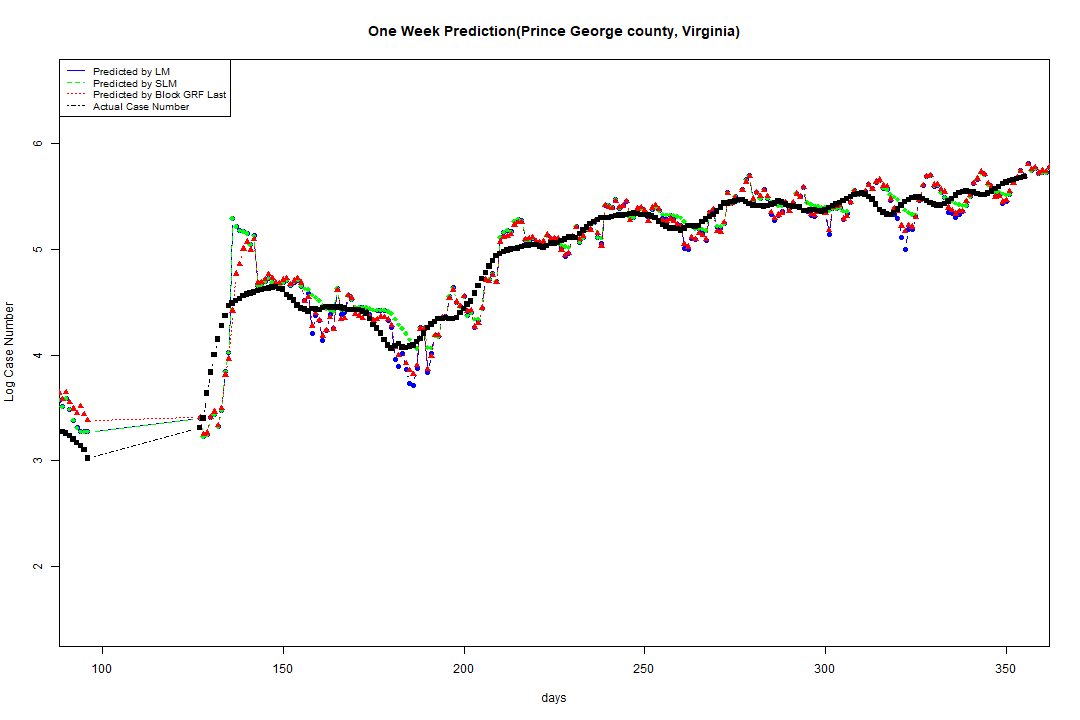 One Week Prediction(Prince George county, Virginia)
Predicted by LM
Predicted by SLM
Predicted by Block GRF Last
Actual Case Number
6
5
4
3
2
Log Case Number
100 150 200 250 300 350
days